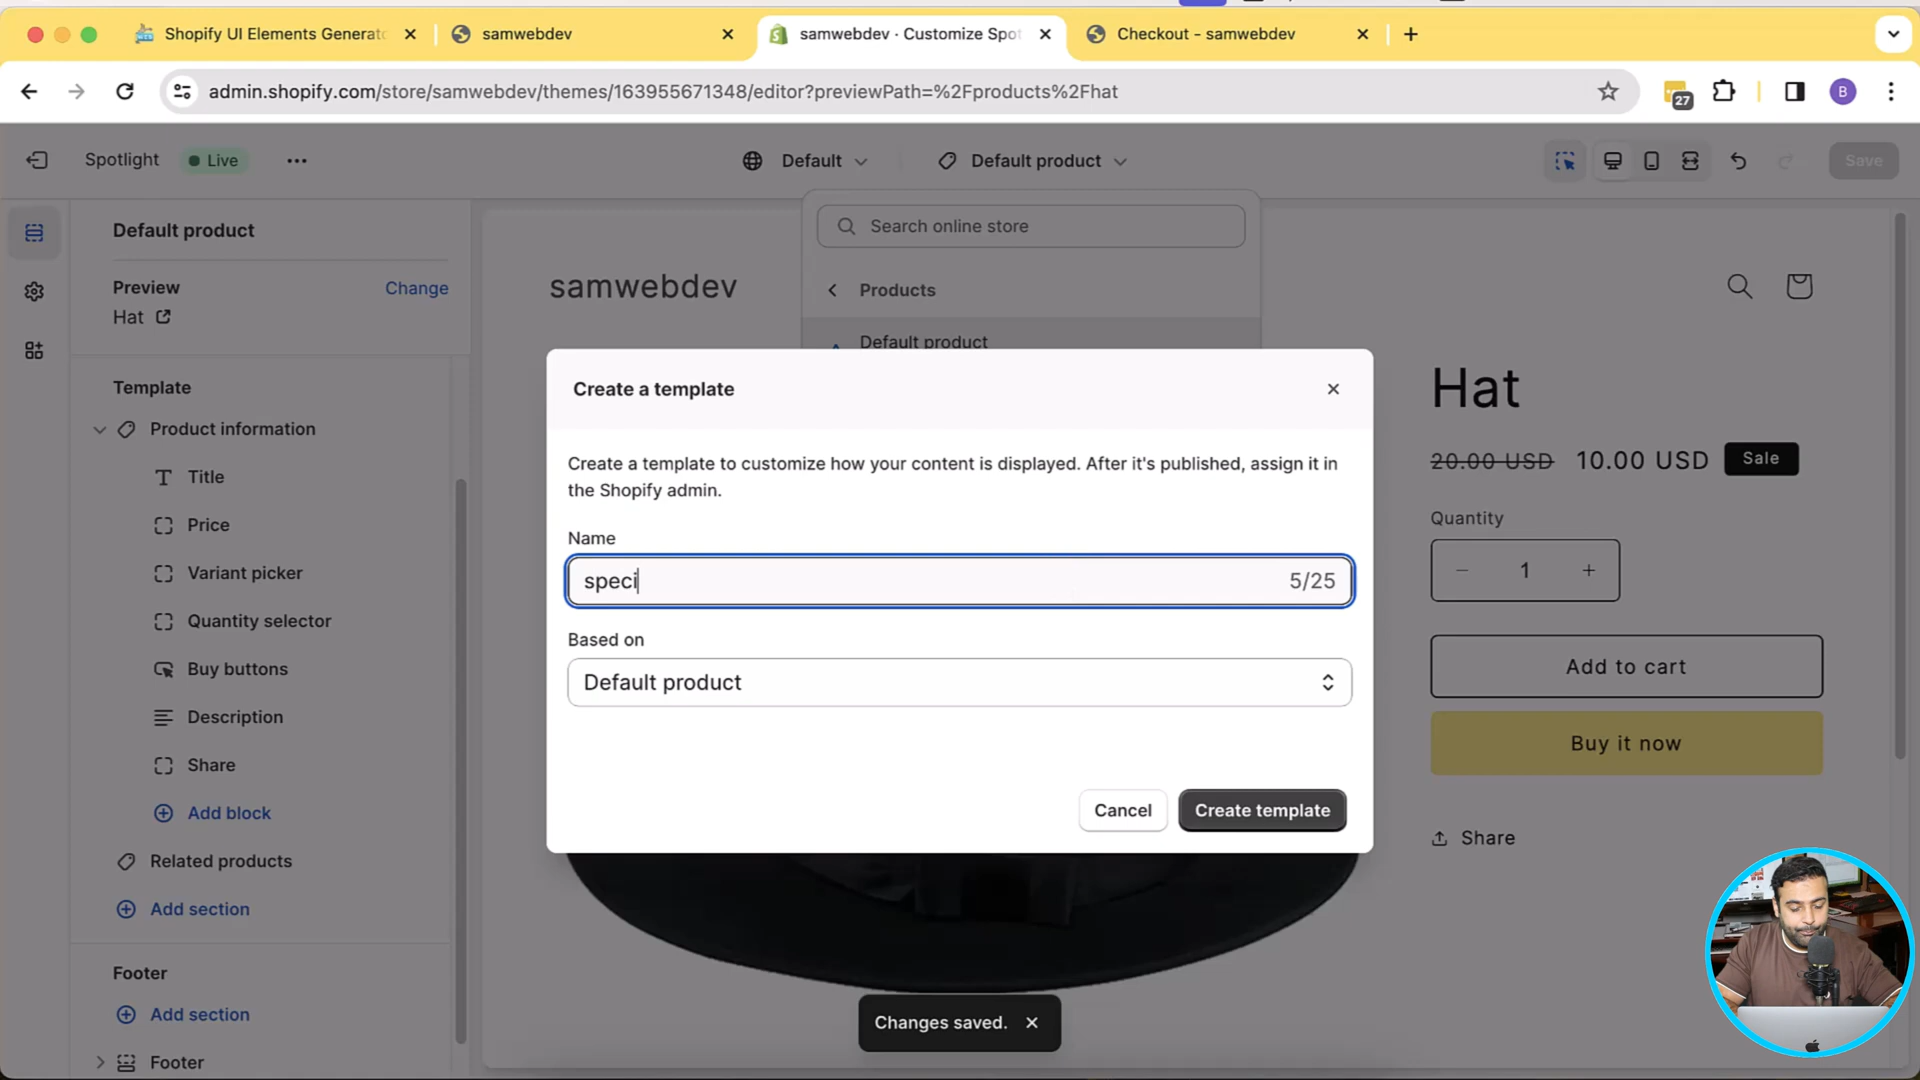 Shopify UI Elements Generato
samwebdev
samwebdev · Customize Spot
Checkout - samwebdev
admin.shopify.com/store/samwebdev/themes/163955671348/editor?previewPath=%2Fproducts%2Fhat
27
B
Spotlight
Live
Default
Default product
Save
Default product
Preview
Change
Hat
Template
Product information
Title
Price
Variant picker
Quantity selector
Buy buttons
Description
Share
Add block
Related products
Add section
Footer
Add section
Footer
samwebdev
Search online store
Products
Default product
Create a template
Create a template to customize how your content is displayed. After it's published, assign it in
the Shopify admin.
Name
speci
5/25
Based on
Default product
Cancel
Create template
Changes saved.
Hat
20.00 USD 10.00 USD Sale
Quantity
1
Add to cart
Buy it now
Share